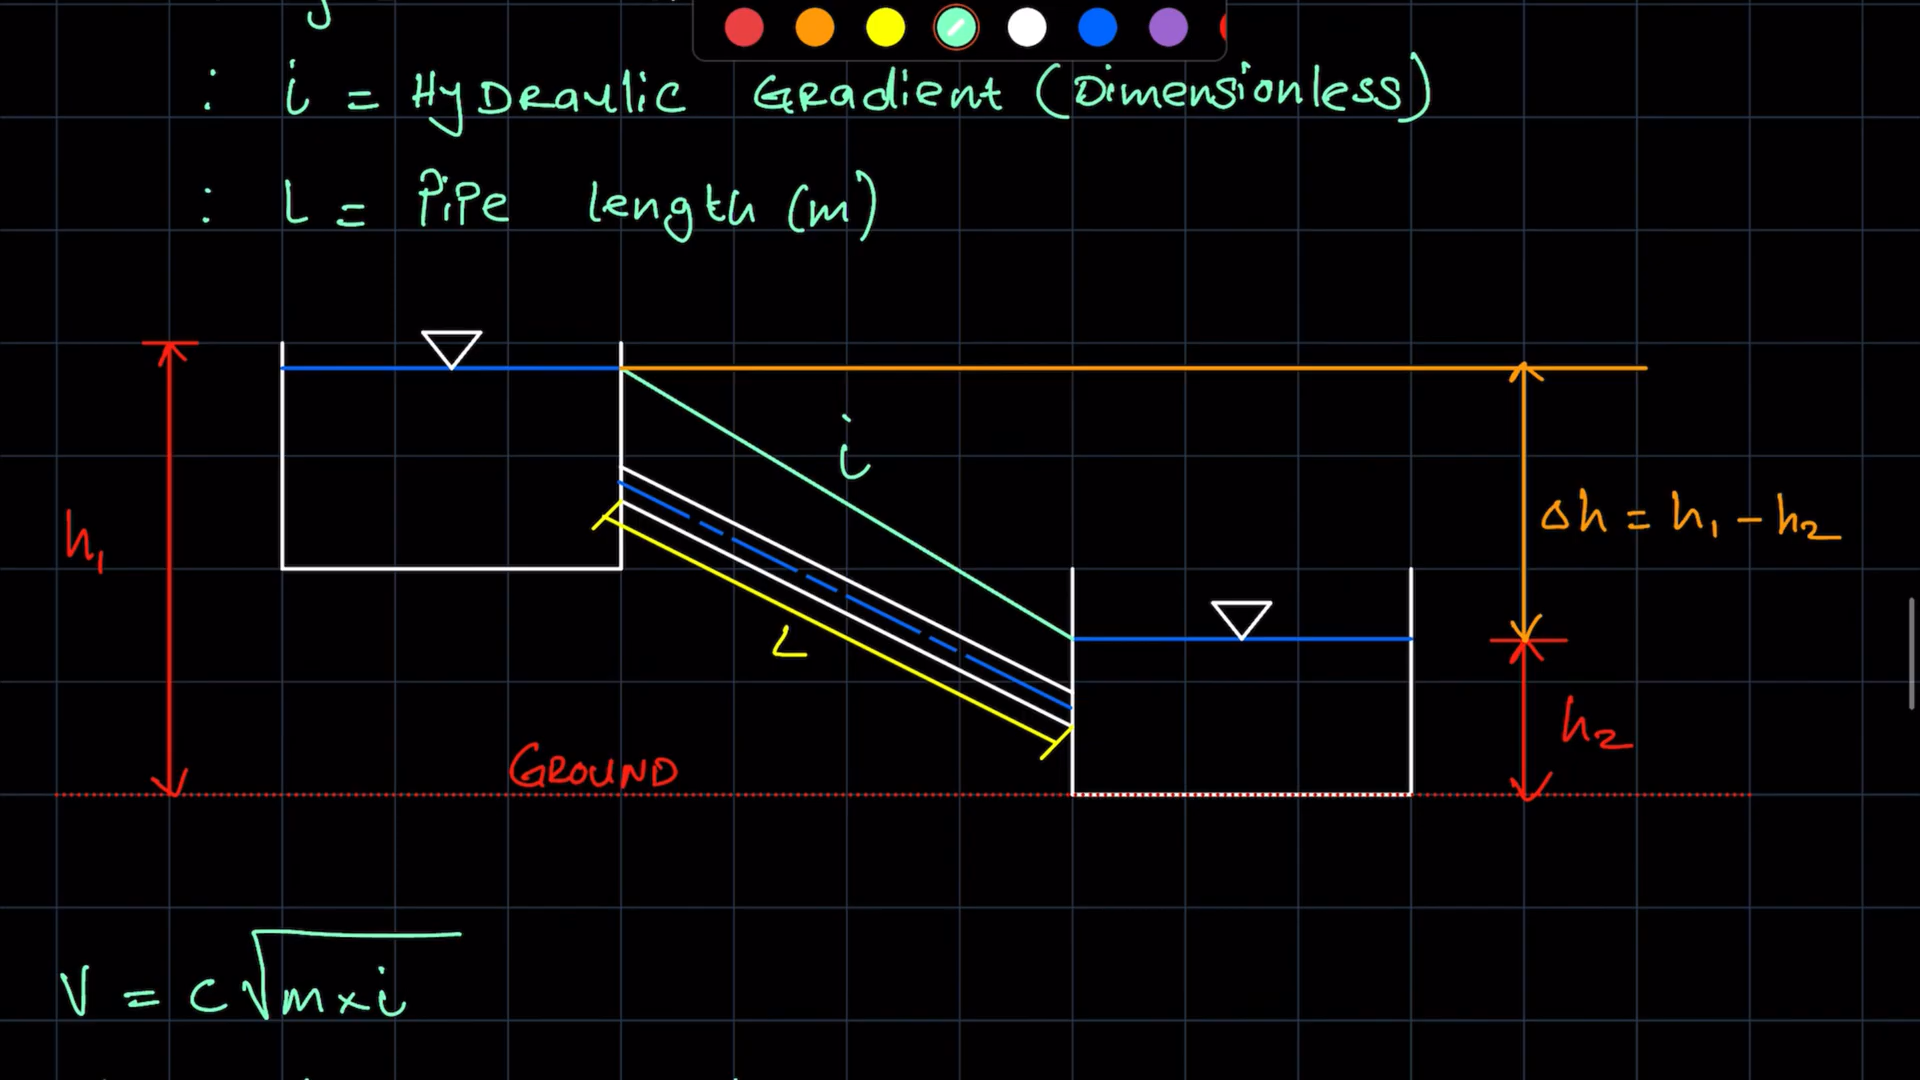 : i = HyDRaulic GRadient (Dimensionless)
: L = PiPe length (m)
i
h₁
Δh = h₁ – h₂
L
h₂
GROUND
V = C√m×i